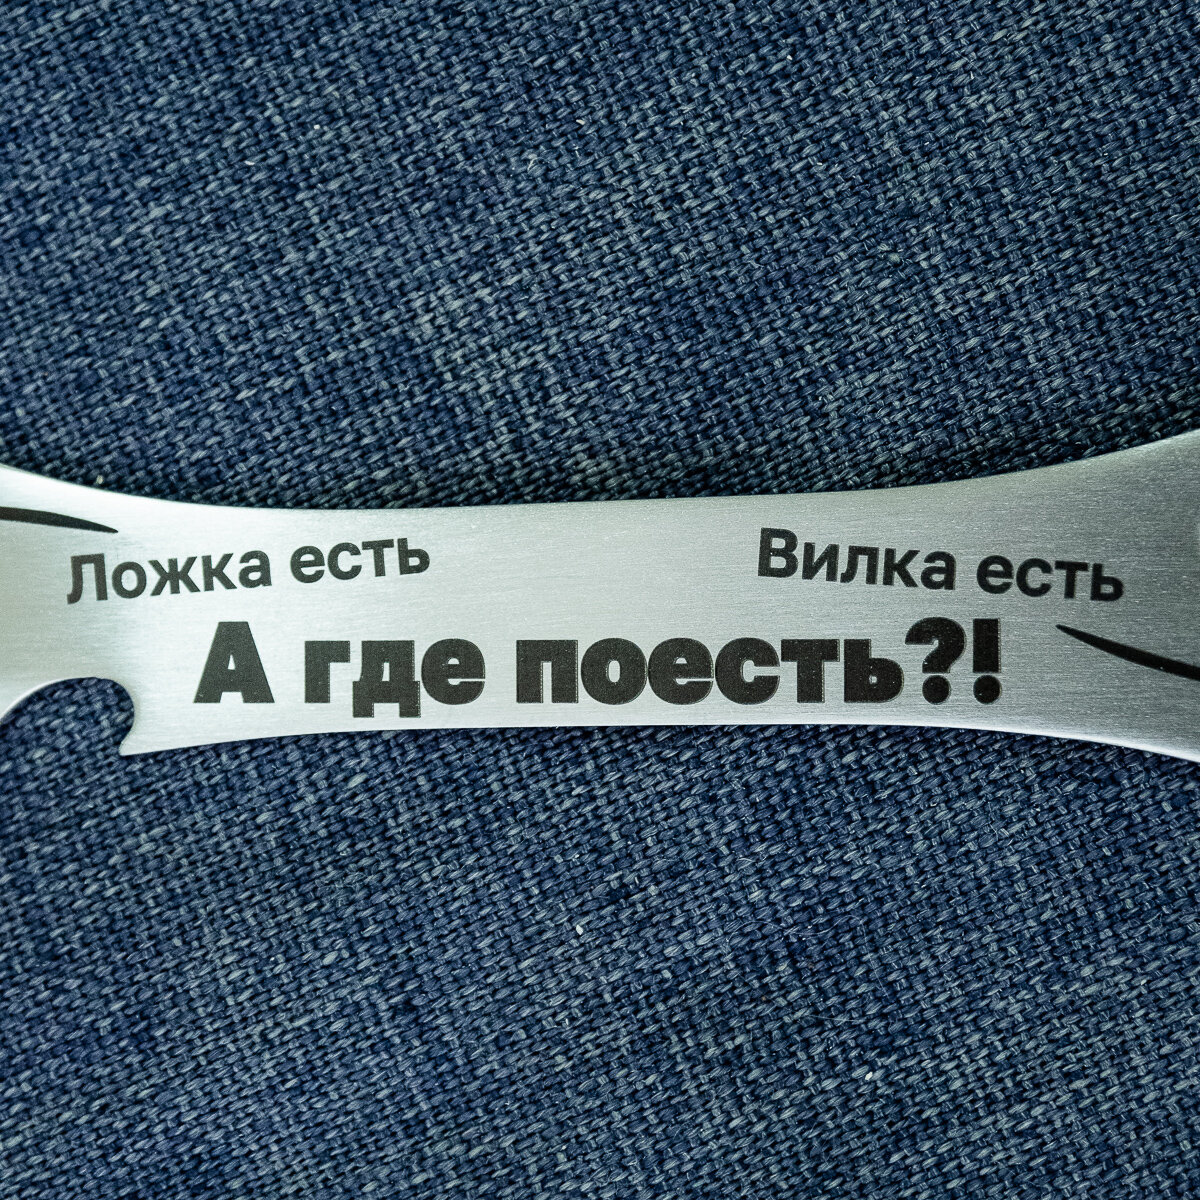 Ложка есть
Вилка есть
А где поесть?!